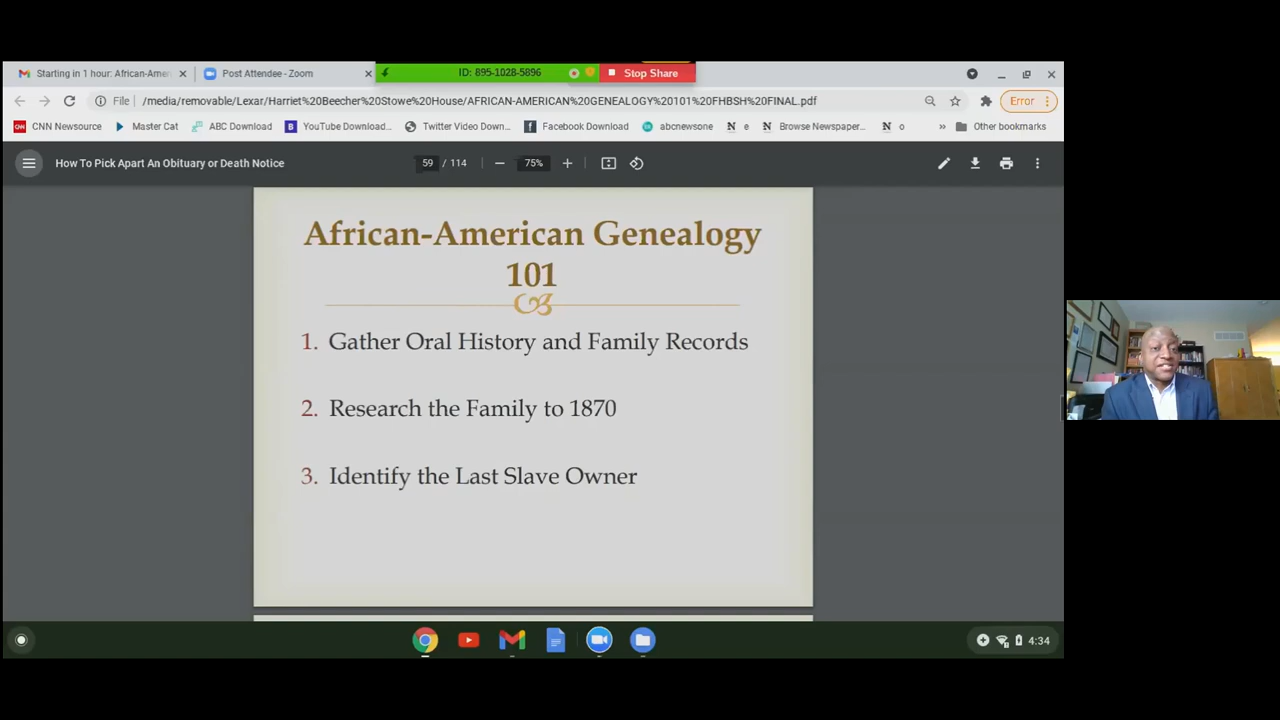 Starting in 1 hour: African-Amer
Post Attendee - Zoom
ID: 895-1028-5896
Stop Share
File
/media/removable/Lexar/Harriet%20Beecher%20Stowe%20House/AFRICAN-AMERICAN%20GENEALOGY%20101%20FHBSH%20FINAL.pdf
Error
CNN Newsource
Master Cat
ABC Download
YouTube Download...
Twitter Video Down...
Facebook Download
abcnewsone
N e
N Browse Newspaper...
N o
»
Other bookmarks
How To Pick Apart An Obituary or Death Notice
59 / 114
75%
African-American Genealogy
101
1. Gather Oral History and Family Records
2. Research the Family to 1870
3. Identify the Last Slave Owner
4:34